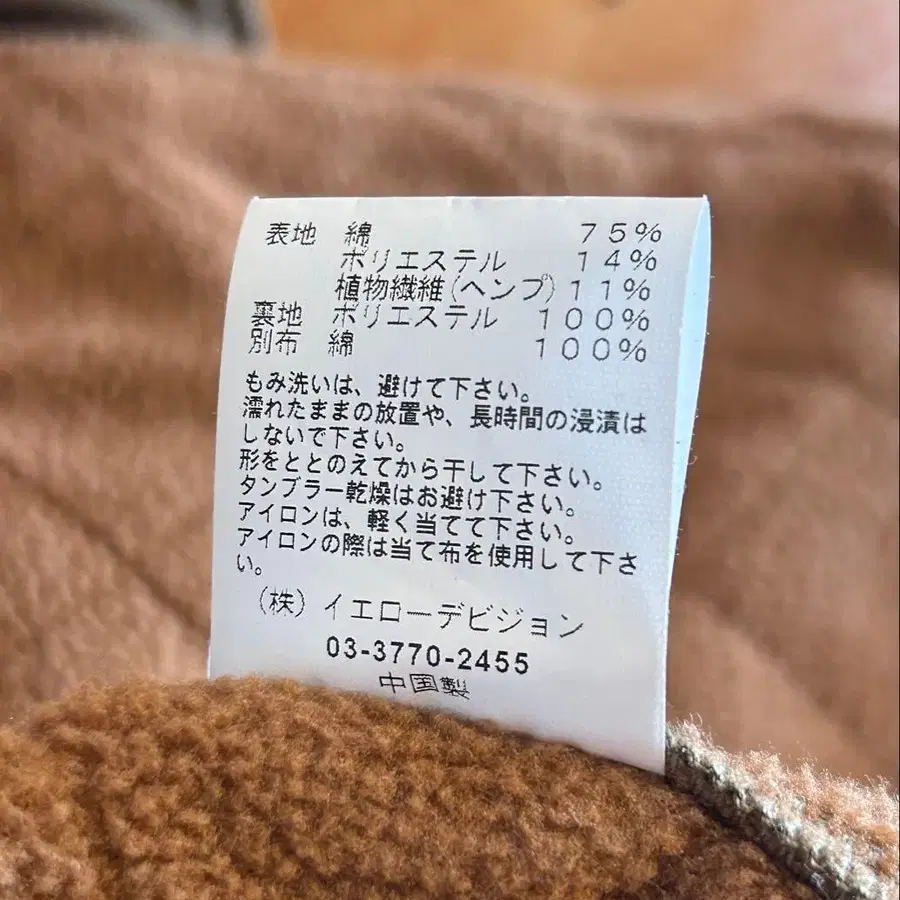 表地 綿 75%
ポリエステル 14%
植物繊維(ヘンプ) 11%
裏地 ポリエステル 100%
別布 綿 100%
もみ洗いは、避けて下さい。
濡れたままの放置や、長時間の浸漬は
しないで下さい。
形をととのえてから干して下さい。
タンブラー乾燥はお避け下さい。
アイロンは、軽く当てて下さい。
アイロンの際は当て布を使用して下さ
い。
(株)イエローデビジョン
03-3770-2455
中国製